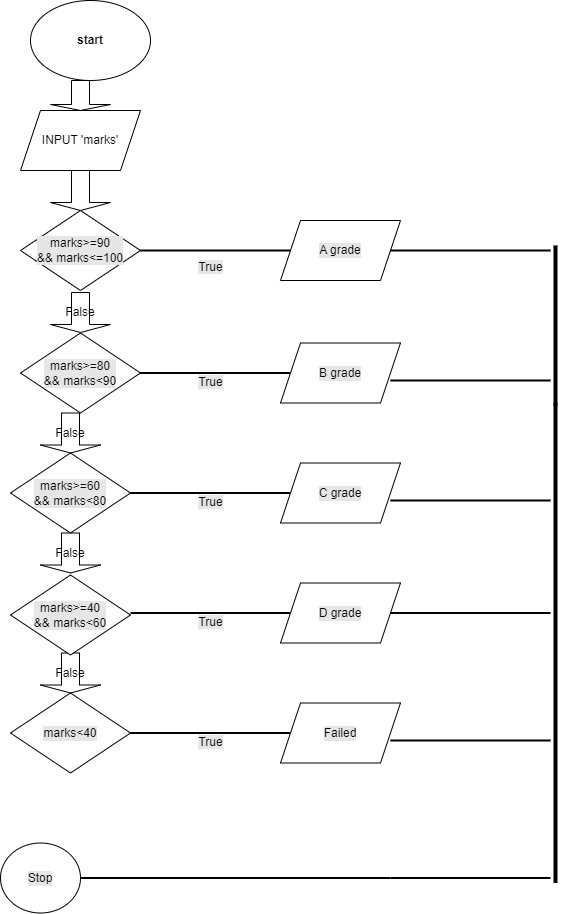 start
INPUT 'marks'
marks>=90
&& marks<=100
True
A grade
False
marks>=80
&& marks<90
True
B grade
False
marks>=60
&& marks<80
True
C grade
False
marks>=40
&& marks<60
True
D grade
False
marks<40
True
Failed
Stop